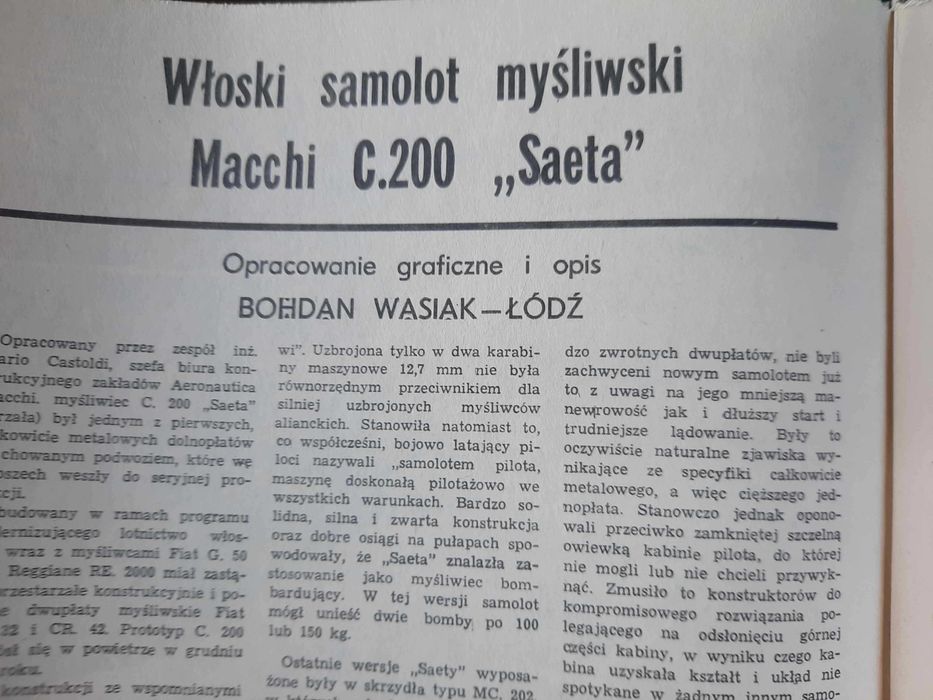 Włoski samolot myśliwski
Macchi C.200 „Saeta”
Opracowanie graficzne i opis
BOHDAN WASIAK—ŁÓDŹ
Opracowany przez zespół inż.
ario Castoldi, szefa biura kon-
rukcyjnego zakładów Aeronautica
acchi, myśliwiec C. 200 „Saeta”
rzała) był jednym z pierwszych,
kowicie metalowych dolnopłatów
chowanym podwoziem, które we
oszech weszły do seryjnej pro-
cji.
budowany w ramach programu
dernizującego lotnictwo włos-
wraz z myśliwcami Fiat G. 50
Reggiane RE. 2000 miał zastą-
przestarzałe konstrukcyjnie i po-
e dwupłaty myśliwskie Fiat
32 i CR. 42. Prototyp C. 200
ósł się w powietrze w grudniu
roku.
konstrukcji ze wspomnianymi
wi”. Uzbrojona tylko w dwa karabi-
ny maszynowe 12,7 mm nie była
równorzędnym przeciwnikiem dla
silniej uzbrojonych myśliwców
alianckich. Stanowiła natomiast to,
co współcześni, bojowo latający pi-
loci nazywali „samolotem pilota,
maszynę doskonałą pilotażowo we
wszystkich warunkach. Bardzo so-
lidna, silna i zwarta konstrukcja
oraz dobre osiągi na pułapach spo-
wodowały, że „Saeta” znalazła za-
stosowanie jako myśliwiec bom-
bardujący. W tej wersji samolot
mógł unieść dwie bomby po 100
lub 150 kg.
Ostatnie wersje „Saety” wyposa-
żone były w skrzydła typu MC. 202
dzo zwrotnych dwupłatów, nie byli
zachwyceni nowym samolotem już
to z uwagi na jego mniejszą ma-
newrowość jak i dłuższy start i
trudniejsze lądowanie. Były to
oczywiście naturalne zjawiska wy-
nikające ze specyfiki całkowicie
metalowego, a więc cięższego jed-
nopłata. Stanowczo jednak opono-
wali przeciwko zamkniętej szczelną
owiewką kabinie pilota, do której
nie mogli lub nie chcieli przywyk-
nąć. Zmusiło to konstruktorów do
kompromisowego rozwiązania po-
legającego na odsłonięciu górnej
części kabiny, w wyniku czego ka-
bina uzyskała kształt i układ nie
spotykane w żadnym innym samo-